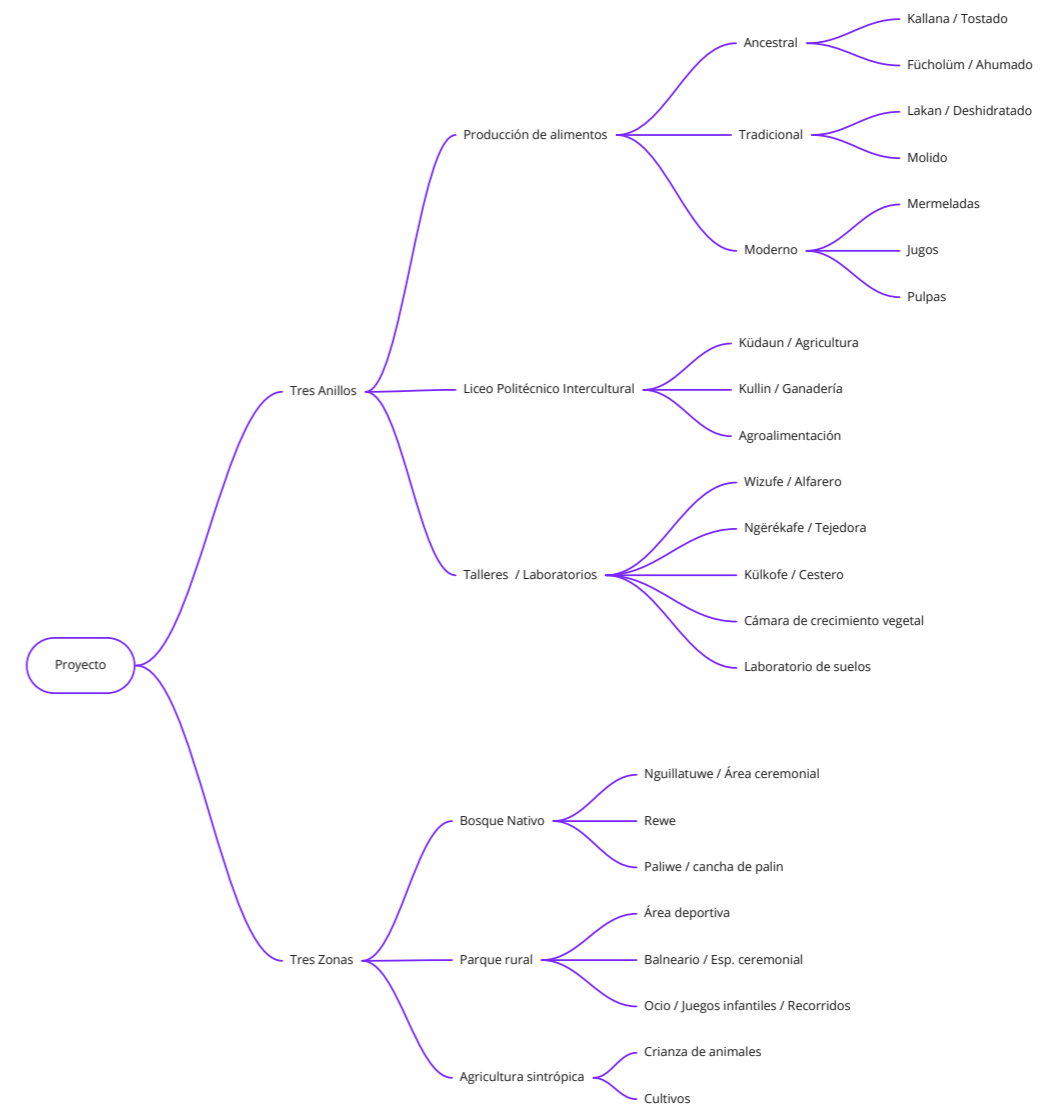 Proyecto
Tres Anillos
Producción de alimentos
Ancestral
Kallana / Tostado
Fücholüm / Ahumado
Tradicional
Lakan / Deshidratado
Molido
Moderno
Mermeladas
Jugos
Pulpas
Liceo Politécnico Intercultural
Küdaun / Agricultura
Kullin / Ganadería
Agroalimentación
Talleres / Laboratorios
Wizufe / Alfarero
Ngërékafe / Tejedora
Külkofe / Cestero
Cámara de crecimiento vegetal
Laboratorio de suelos
Tres Zonas
Bosque Nativo
Nguillatuwe / Área ceremonial
Rewe
Paliwe / cancha de palin
Parque rural
Área deportiva
Balneario / Esp. ceremonial
Ocio / Juegos infantiles / Recorridos
Agricultura sintrópica
Crianza de animales
Cultivos